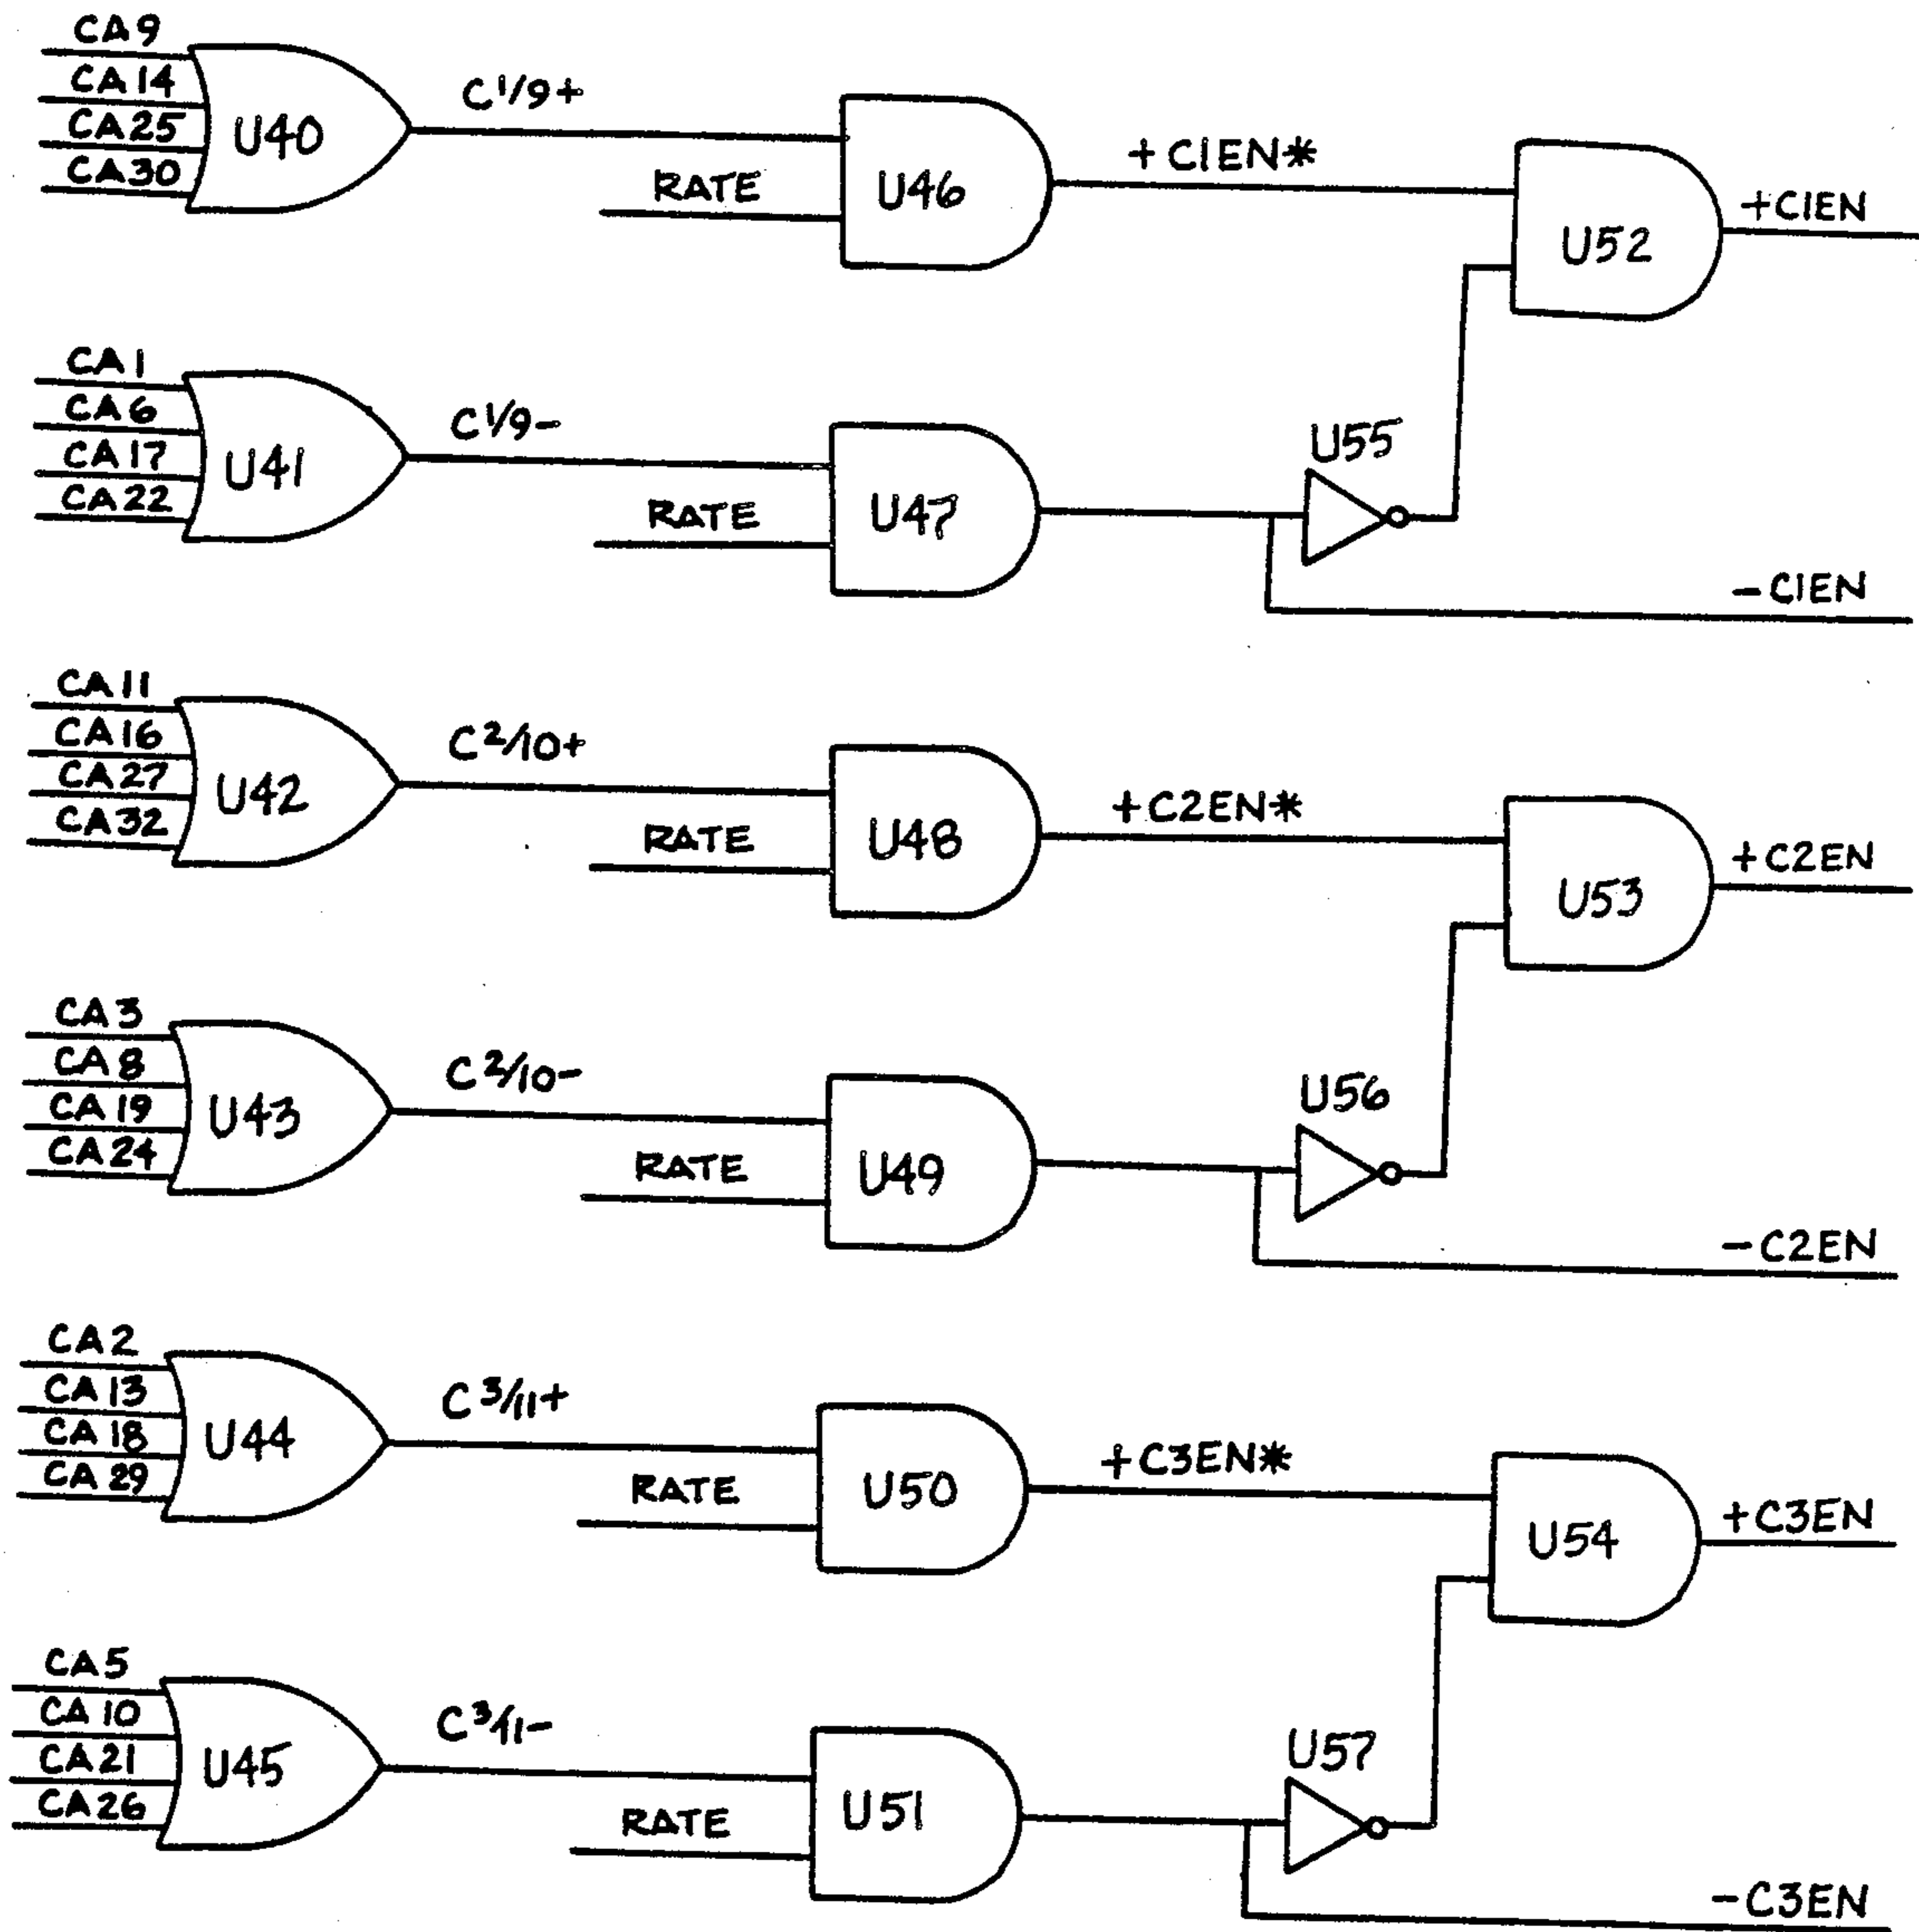 CA9
CA14
CA25
CA30
U40
C1/9+
RATE
U46
+C1EN*
U52
+C1EN
CA1
CA6
CA17
CA22
U41
C1/9-
RATE
U47
U55
-C1EN
CA11
CA16
CA27
CA32
U42
C2/10+
RATE
U48
+C2EN*
U53
+C2EN
CA3
CA8
CA19
CA24
U43
C2/10-
RATE
U49
U56
-C2EN
CA2
CA13
CA18
CA29
U44
C3/11+
RATE
U50
+C3EN*
U54
+C3EN
CA5
CA10
CA21
CA26
U45
C3/11-
RATE
U51
U57
-C3EN